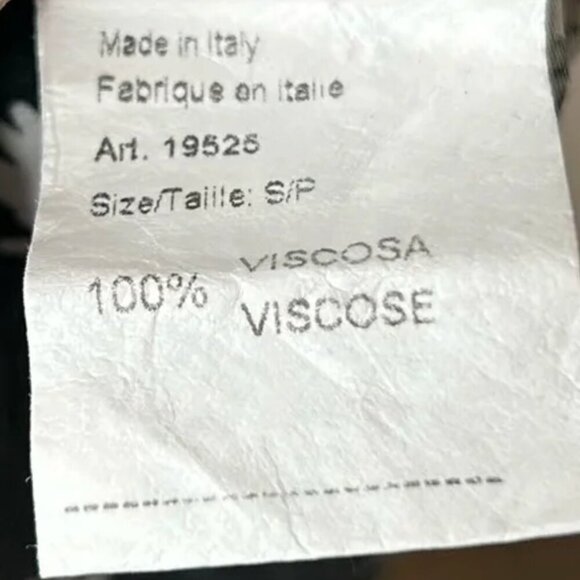 Made in Italy
Fabrique en Italie
Art. 19525
Size/Taille: S/P
VISCOSA
100% VISCOSE